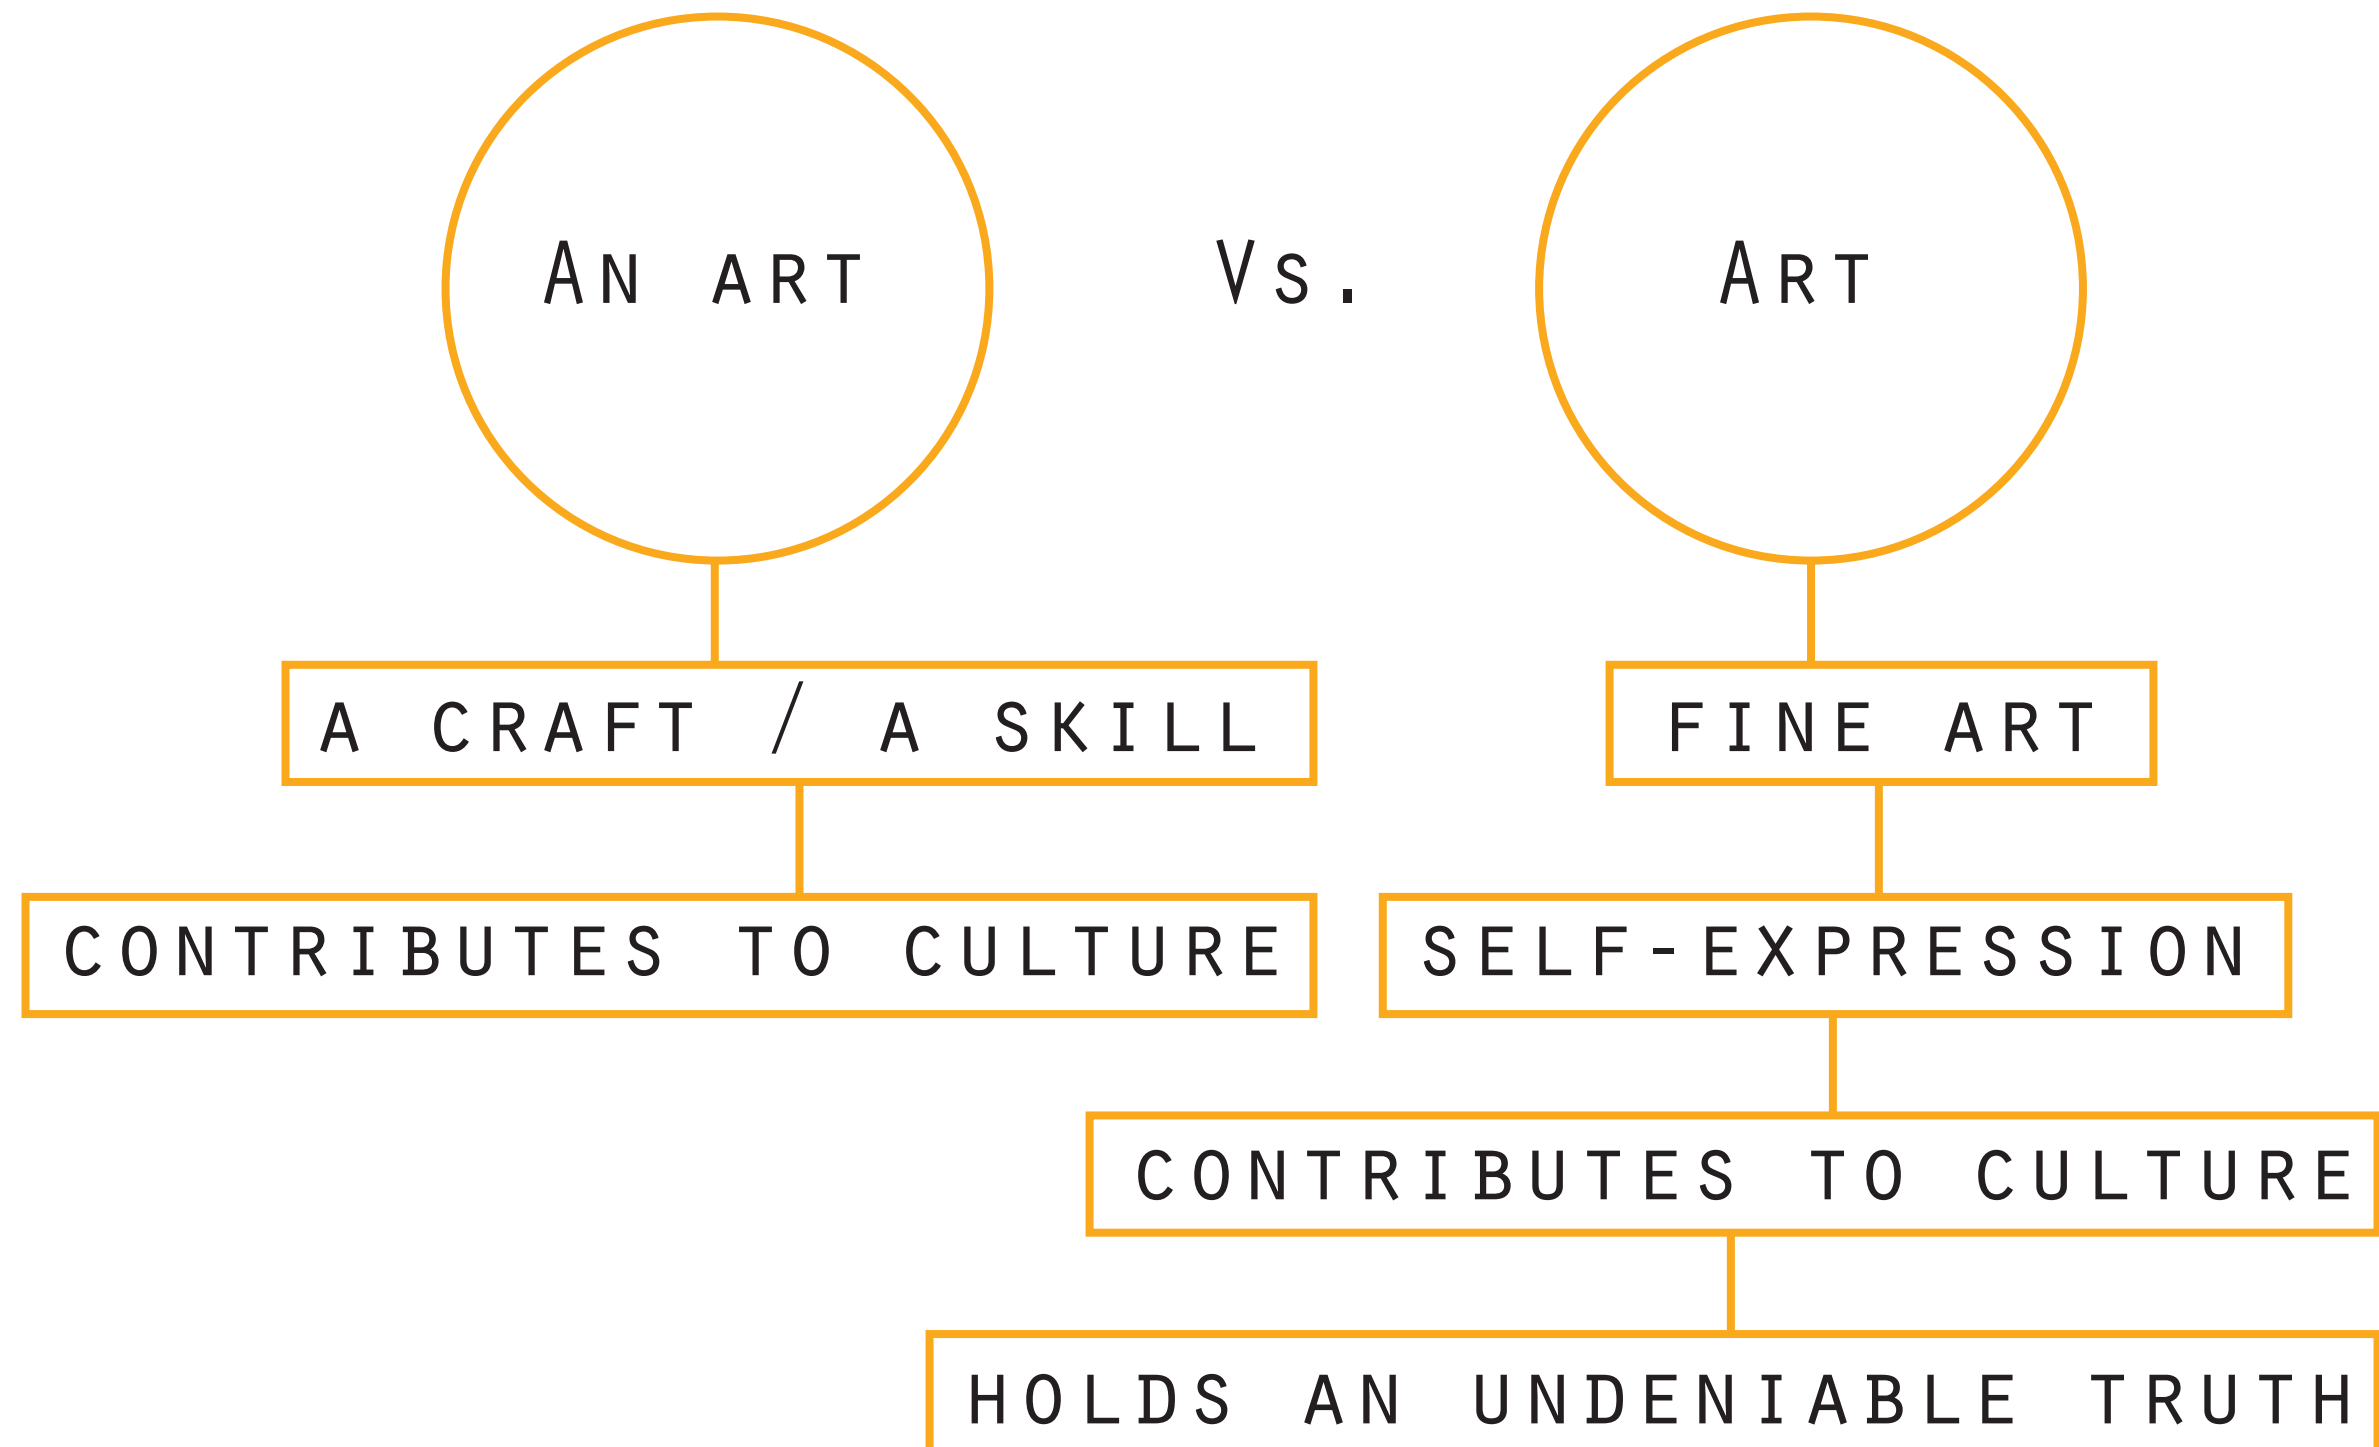 An art
Vs.
Art
A CRAFT / A SKILL
FINE ART
CONTRIBUTES TO CULTURE
SELF-EXPRESSION
CONTRIBUTES TO CULTURE
HOLDS AN UNDENIABLE TRUTH